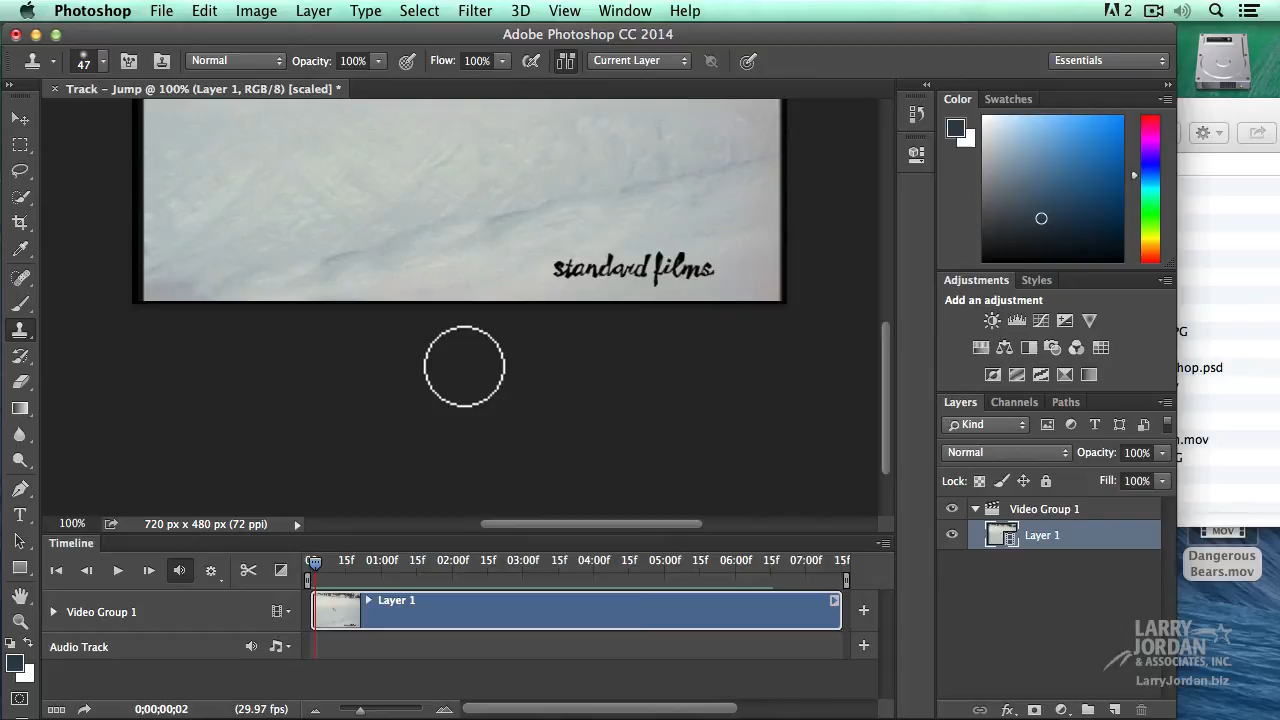 Photoshop File Edit Image Layer Type Select Filter 3D View Window Help
2
Adobe Photoshop CC 2014
47 Normal Opacity: 100% Flow: 100% Current Layer Essentials
Track - Jump @ 100% (Layer 1, RGB/8) [scaled] *
Color Swatches
standard films
Adjustments Styles
Add an adjustment
PG
hop.psd
Layers Channels Paths
Kind
n.mov
G
Normal Opacity: 100%
Lock: Fill: 100%
Video Group 1
Layer 1
100% 720 px x 480 px (72 ppi)
MOV
Dangerous
Bears.mov
Timeline
0 15f 01:00f 15f 02:00f 15f 03:00f 15f 04:00f 15f 05:00f 15f 06:00f 15f 07:00f 15f
Video Group 1 Layer 1
Audio Track
0;00;00;02 (29.97 fps)
LARRY
JORDAN
& ASSOCIATES, INC.
LarryJordan.biz